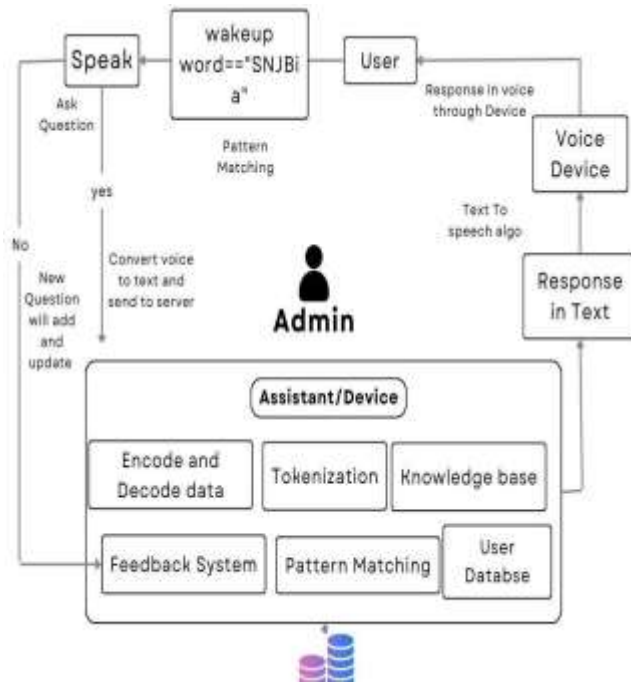 Speak
wakeup
word=="SNJBi
a"
User
Ask
Question
Pattern
Matching
Response in voice
through Device
Voice
Device
yes
No
Text To
speech algo
Convert voice
to text and
send to server
New
Question
will add
and
update
Response
in Text
Admin
Assistant/Device
Encode and
Decode data
Tokenization
Knowledge base
Feedback System
Pattern Matching
User
Databse